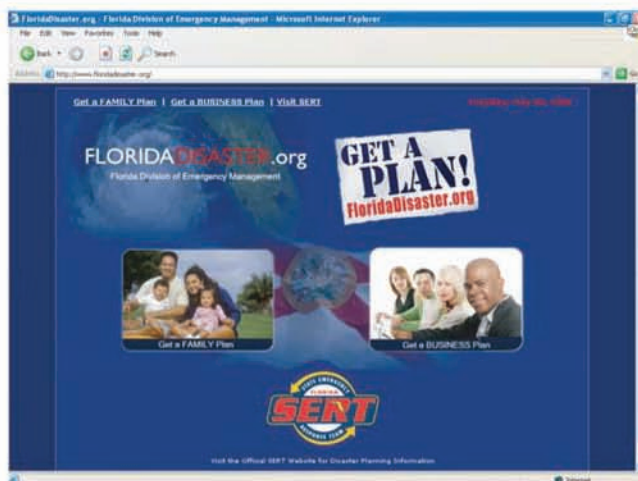 FloridaDisaster.org - Florida Division of Emergency Management - Microsoft Internet Explorer
File Edit View Favorites Tools Help
Back Search
http://www.floridadisaster.org/
Get a FAMILY Plan | Get a BUSINESS Plan | Visit SERT
FLORIDADISASTER.org
Florida Division of Emergency Management
GET A
PLAN!
FloridaDisaster.org
Get a FAMILY Plan
Get a BUSINESS Plan
STATE EMERGENCY
FLORIDA
SERT
RESPONSE TEAM
Visit the Official SERT Website for Disaster Planning Information
Internet